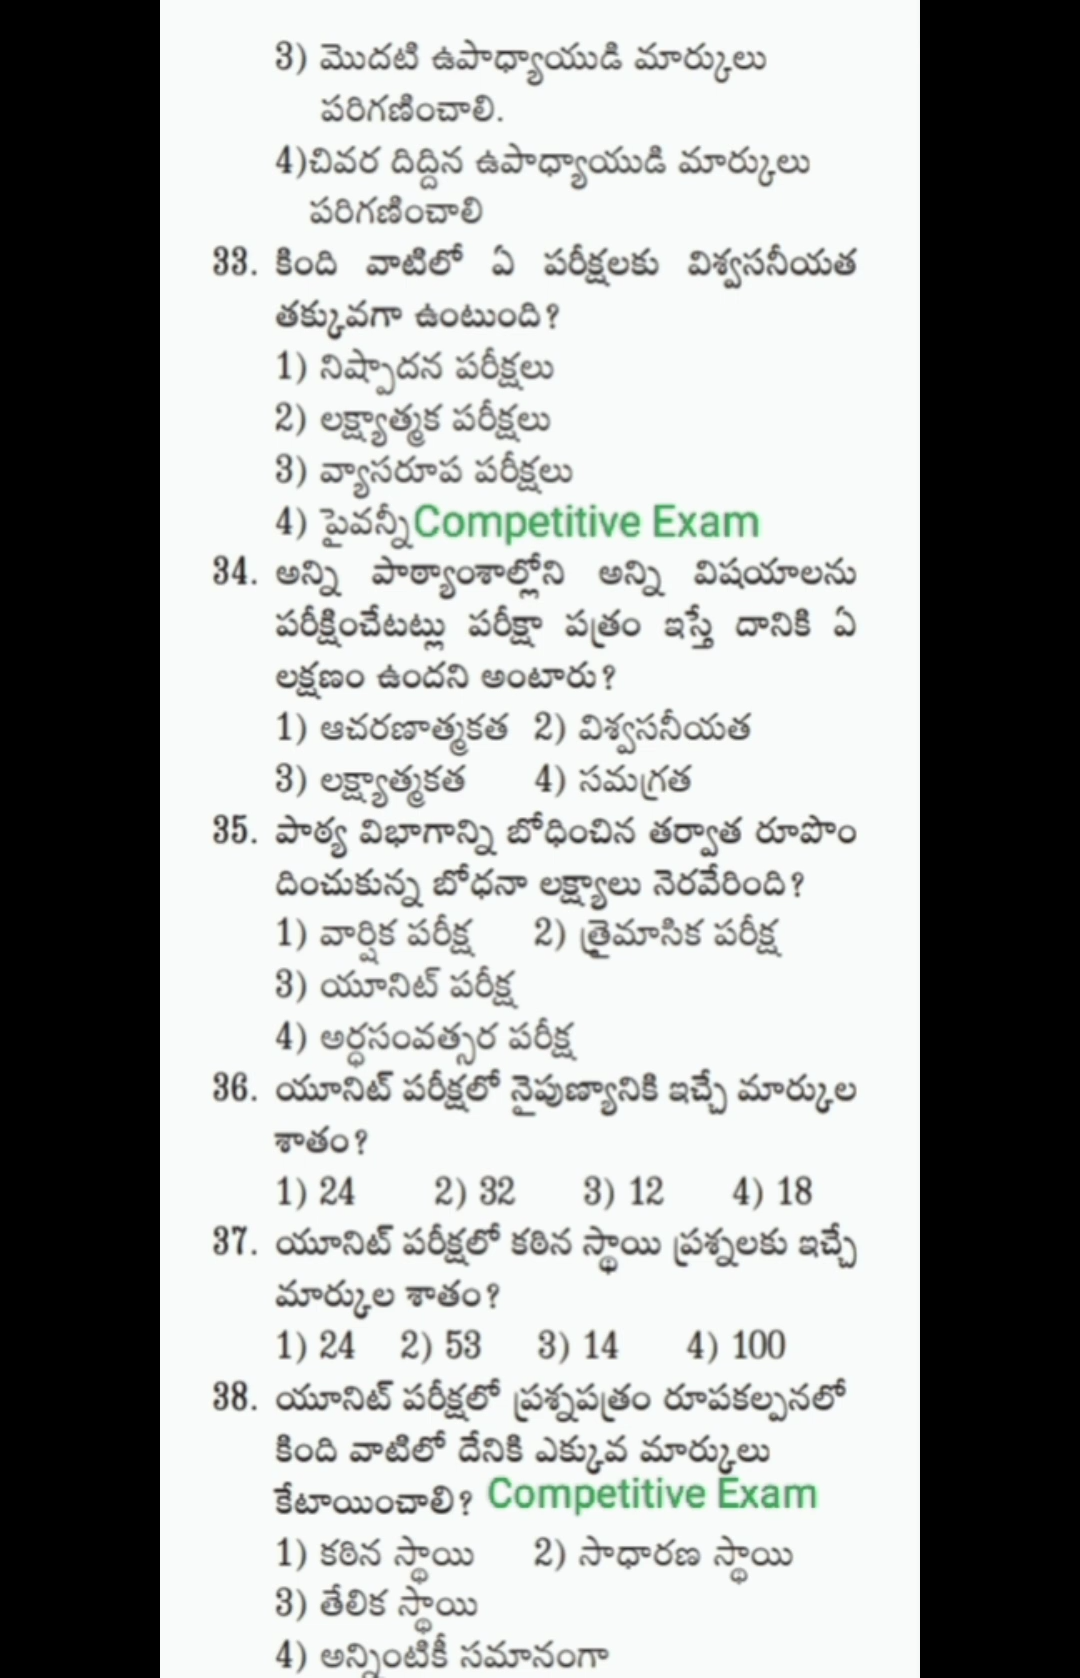 3) మొదటి ఉపాధ్యాయుడి మార్కులు
పరిగణించాలి.
4)చివర దిద్దిన ఉపాధ్యాయుడి మార్కులు
పరిగణించాలి
33. కింది వాటిలో ఏ పరీక్షలకు విశ్వసనీయత
తక్కువగా ఉంటుంది?
1) నిష్పాదన పరీక్షలు
2) లక్ష్యాత్మక పరీక్షలు
3) వ్యాసరూప పరీక్షలు
4) పైవన్నీ Competitive Exam
34. అన్ని పాఠ్యాంశాల్లోని అన్ని విషయాలను
పరీక్షించేటట్లు పరీక్షా పత్రం ఇస్తే దానికి ఏ
లక్షణం ఉందని అంటారు?
1) ఆచరణాత్మకత 2) విశ్వసనీయత
3) లక్ష్యాత్మకత 4) సమగ్రత
35. పాఠ్య విభాగాన్ని బోధించిన తర్వాత రూపొం
దించుకున్న బోధనా లక్ష్యాలు నెరవేరింది?
1) వార్షిక పరీక్ష 2) త్రైమాసిక పరీక్ష
3) యూనిట్ పరీక్ష
4) అర్ధసంవత్సర పరీక్ష
36. యూనిట్ పరీక్షలో నైపుణ్యానికి ఇచ్చే మార్కుల
శాతం?
1) 24 2) 32 3) 12 4) 18
37. యూనిట్ పరీక్షలో కఠిన స్థాయి ప్రశ్నలకు ఇచ్చే
మార్కుల శాతం?
1) 24 2) 53 3) 14 4) 100
38. యూనిట్ పరీక్షలో ప్రశ్నపత్రం రూపకల్పనలో
కింది వాటిలో దేనికి ఎక్కువ మార్కులు
కేటాయించాలి? Competitive Exam
1) కఠిన స్థాయి 2) సాధారణ స్థాయి
3) తేలిక స్థాయి
4) అన్నింటికీ సమానంగా